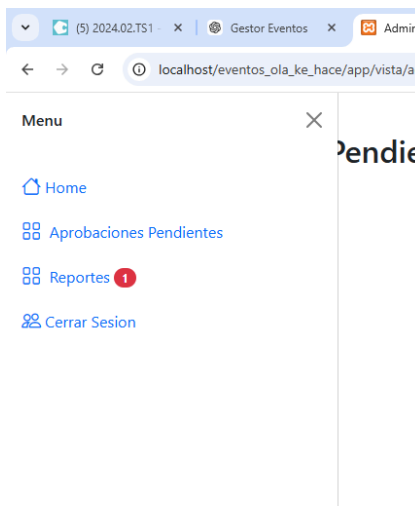 (5) 2024.02.TS1
Gestor Eventos
Admin
localhost/eventos_ola_ke_hace/app/vista/a
Menu
Pendie
Home
Aprobaciones Pendientes
Reportes 1
Cerrar Sesion